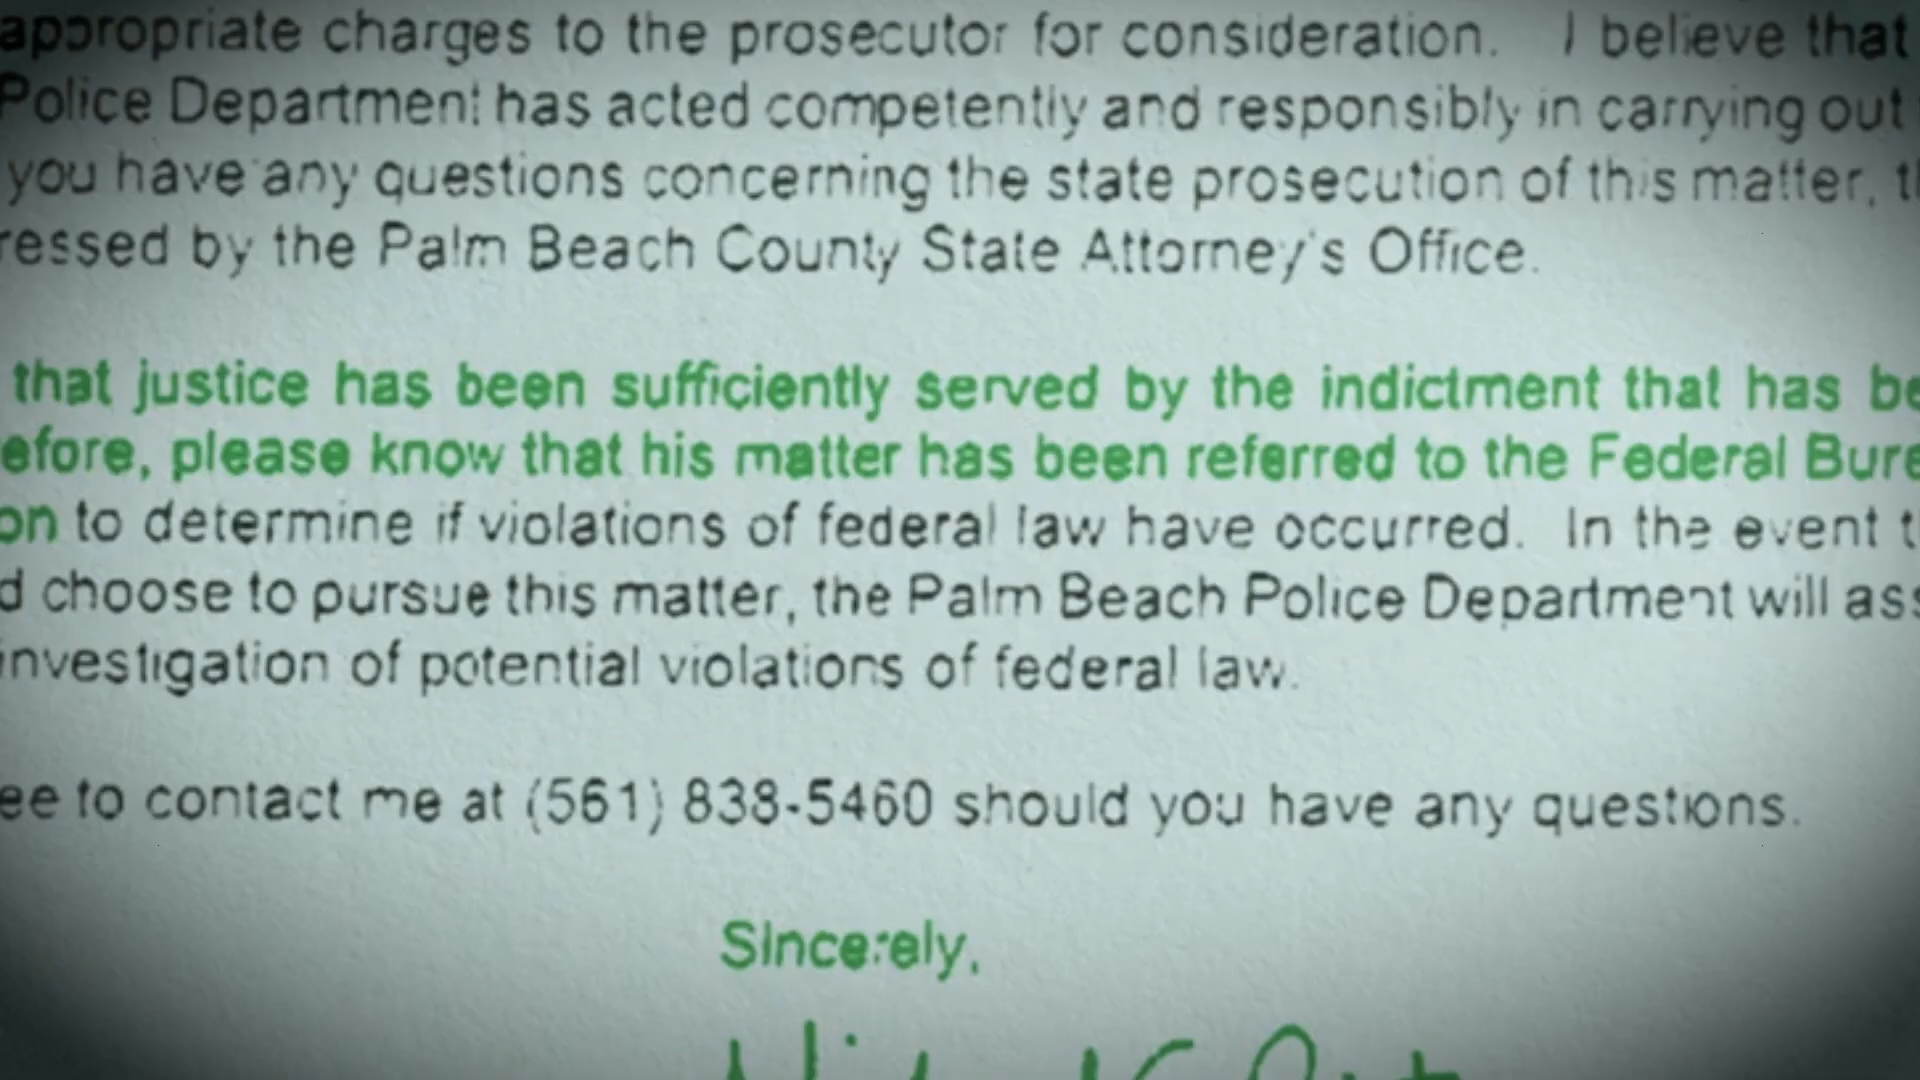 appropriate charges to the prosecutor for consideration. I believe that
Police Department has acted competently and responsibly in carrying out
you have any questions concerning the state prosecution of this matter,
ressed by the Palm Beach County State Attorney's Office.
that justice has been sufficiently served by the indictment that has be
efore, please know that his matter has been referred to the Federal Bure
on to determine if violations of federal law have occurred. In the event t
d choose to pursue this matter, the Palm Beach Police Department will ass
investigation of potential violations of federal law.
ee to contact me at (561) 838-5460 should you have any questions.
Sincerely,